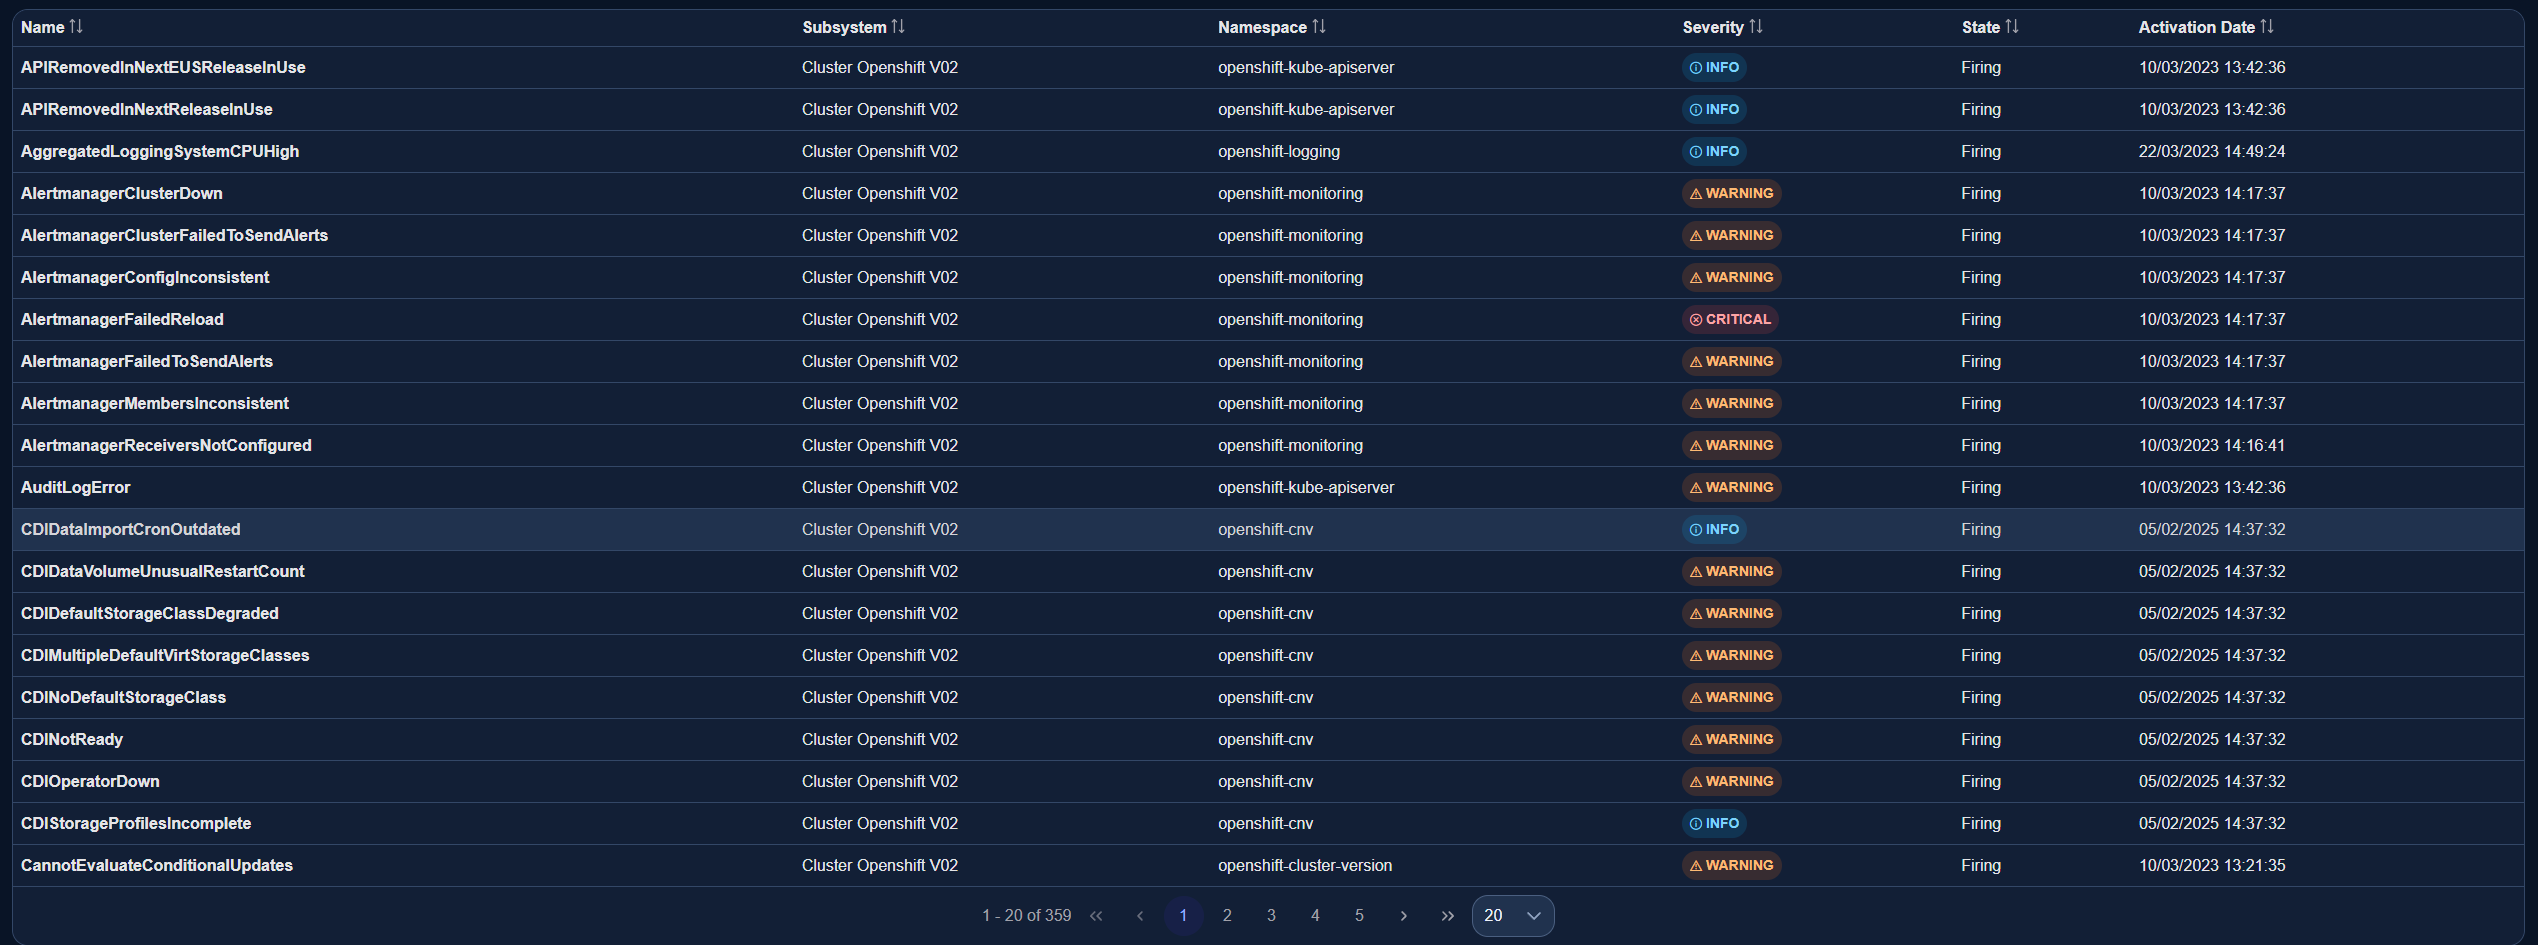 Name Subsystem Namespace Severity State Activation Date
APIRemovedInNextEUSReleaseInUse Cluster Openshift V02 openshift-kube-apiserver INFO Firing 10/03/2023 13:42:36
APIRemovedInNextReleaseInUse Cluster Openshift V02 openshift-kube-apiserver INFO Firing 10/03/2023 13:42:36
AggregatedLoggingSystemCPUHigh Cluster Openshift V02 openshift-logging INFO Firing 22/03/2023 14:49:24
AlertmanagerClusterDown Cluster Openshift V02 openshift-monitoring WARNING Firing 10/03/2023 14:17:37
AlertmanagerClusterFailedToSendAlerts Cluster Openshift V02 openshift-monitoring WARNING Firing 10/03/2023 14:17:37
AlertmanagerConfigInconsistent Cluster Openshift V02 openshift-monitoring WARNING Firing 10/03/2023 14:17:37
AlertmanagerFailedReload Cluster Openshift V02 openshift-monitoring CRITICAL Firing 10/03/2023 14:17:37
AlertmanagerFailedToSendAlerts Cluster Openshift V02 openshift-monitoring WARNING Firing 10/03/2023 14:17:37
AlertmanagerMembersInconsistent Cluster Openshift V02 openshift-monitoring WARNING Firing 10/03/2023 14:17:37
AlertmanagerReceiversNotConfigured Cluster Openshift V02 openshift-monitoring WARNING Firing 10/03/2023 14:16:41
AuditLogError Cluster Openshift V02 openshift-kube-apiserver WARNING Firing 10/03/2023 13:42:36
CDIDataImportCronOutdated Cluster Openshift V02 openshift-cnv INFO Firing 05/02/2025 14:37:32
CDIDataVolumeUnusualRestartCount Cluster Openshift V02 openshift-cnv WARNING Firing 05/02/2025 14:37:32
CDIDefaultStorageClassDegraded Cluster Openshift V02 openshift-cnv WARNING Firing 05/02/2025 14:37:32
CDIMultipleDefaultVirtStorageClasses Cluster Openshift V02 openshift-cnv WARNING Firing 05/02/2025 14:37:32
CDINoDefaultStorageClass Cluster Openshift V02 openshift-cnv WARNING Firing 05/02/2025 14:37:32
CDINotReady Cluster Openshift V02 openshift-cnv WARNING Firing 05/02/2025 14:37:32
CDIOperatorDown Cluster Openshift V02 openshift-cnv WARNING Firing 05/02/2025 14:37:32
CDIStorageProfilesIncomplete Cluster Openshift V02 openshift-cnv INFO Firing 05/02/2025 14:37:32
CannotEvaluateConditionalUpdates Cluster Openshift V02 openshift-cluster-version WARNING Firing 10/03/2023 13:21:35
1 - 20 of 359 « ‹ 1 2 3 4 5 › » 20